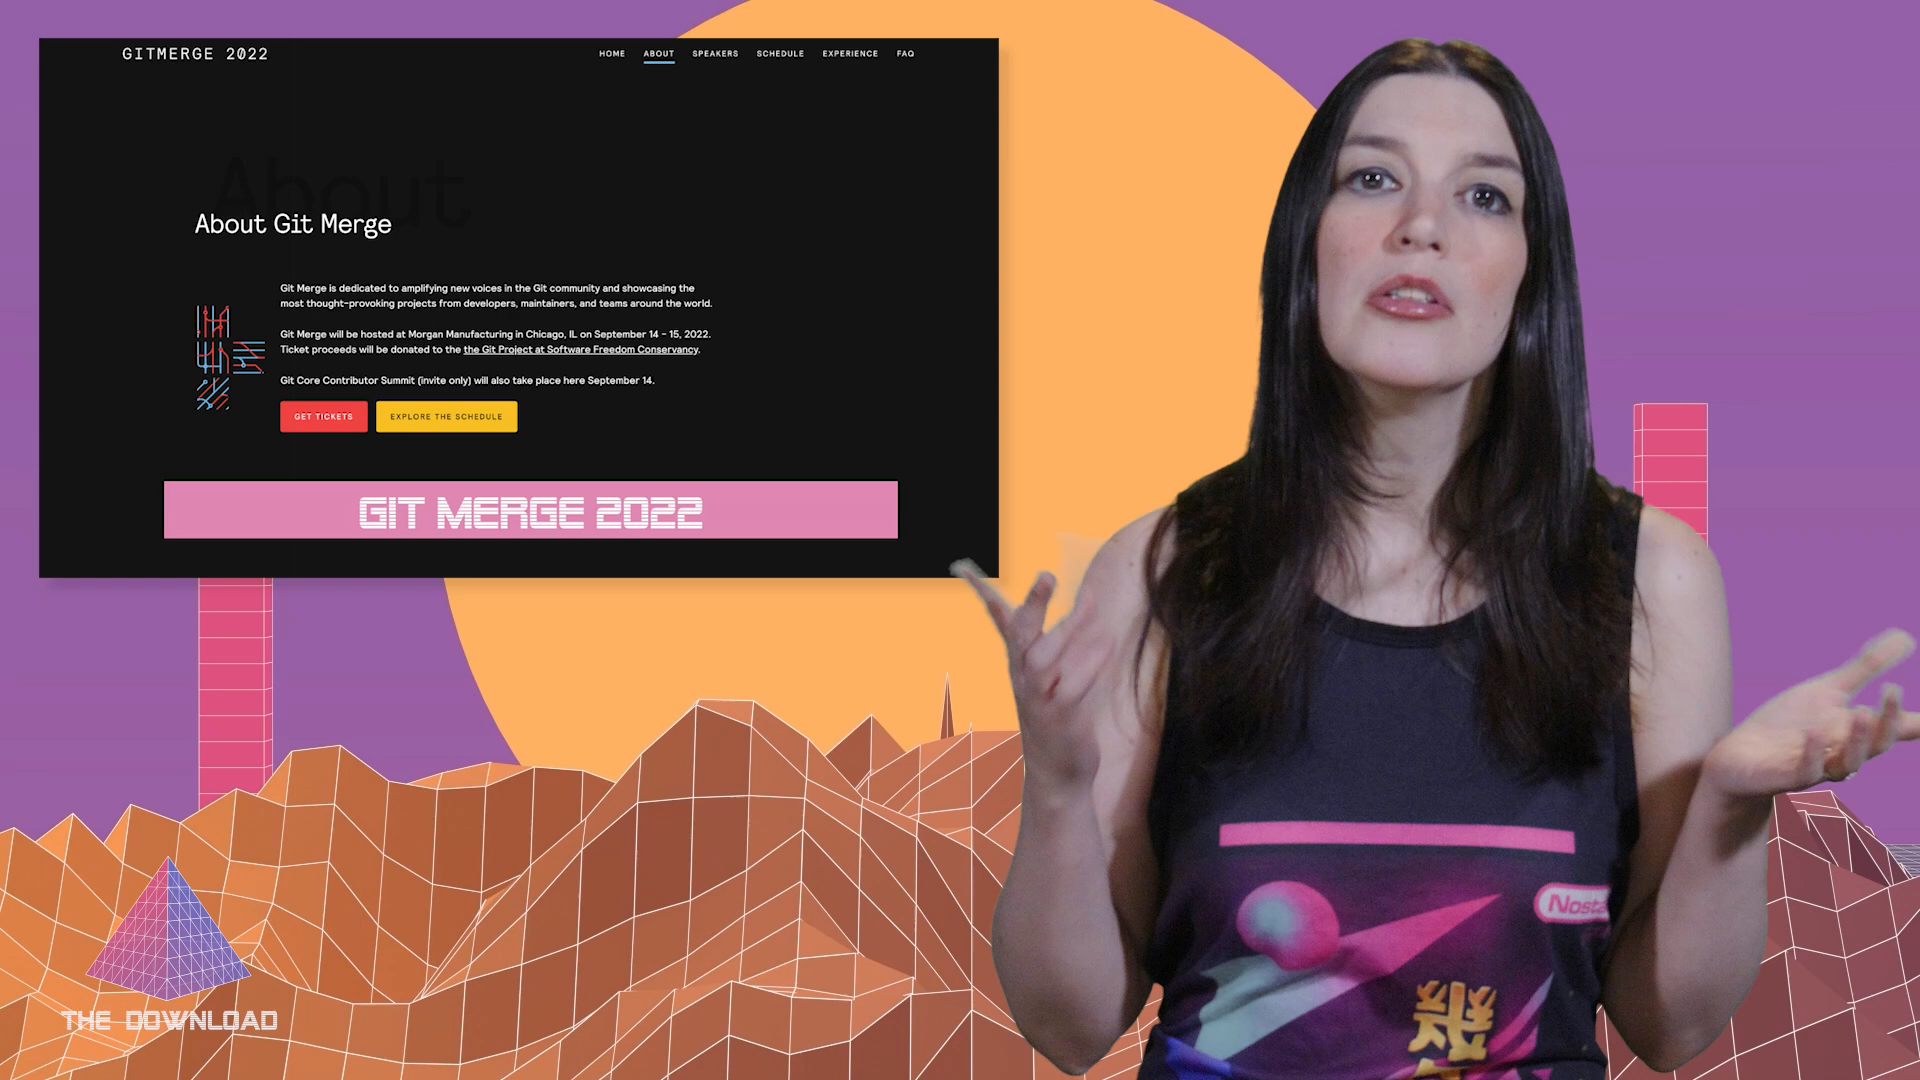 GITMERGE 2022
HOME ABOUT SPEAKERS SCHEDULE EXPERIENCE FAQ
About
About Git Merge
Git Merge is dedicated to amplifying new voices in the Git community and showcasing the
most thought-provoking projects from developers, maintainers, and teams around the world.
Git Merge will be hosted at Morgan Manufacturing in Chicago, IL on September 14 - 15, 2022.
Ticket proceeds will be donated to the the Git Project at Software Freedom Conservancy.
Git Core Contributor Summit (invite only) will also take place here September 14.
GET TICKETS EXPLORE THE SCHEDULE
GIT MERGE 2022
THE DOWNLOAD